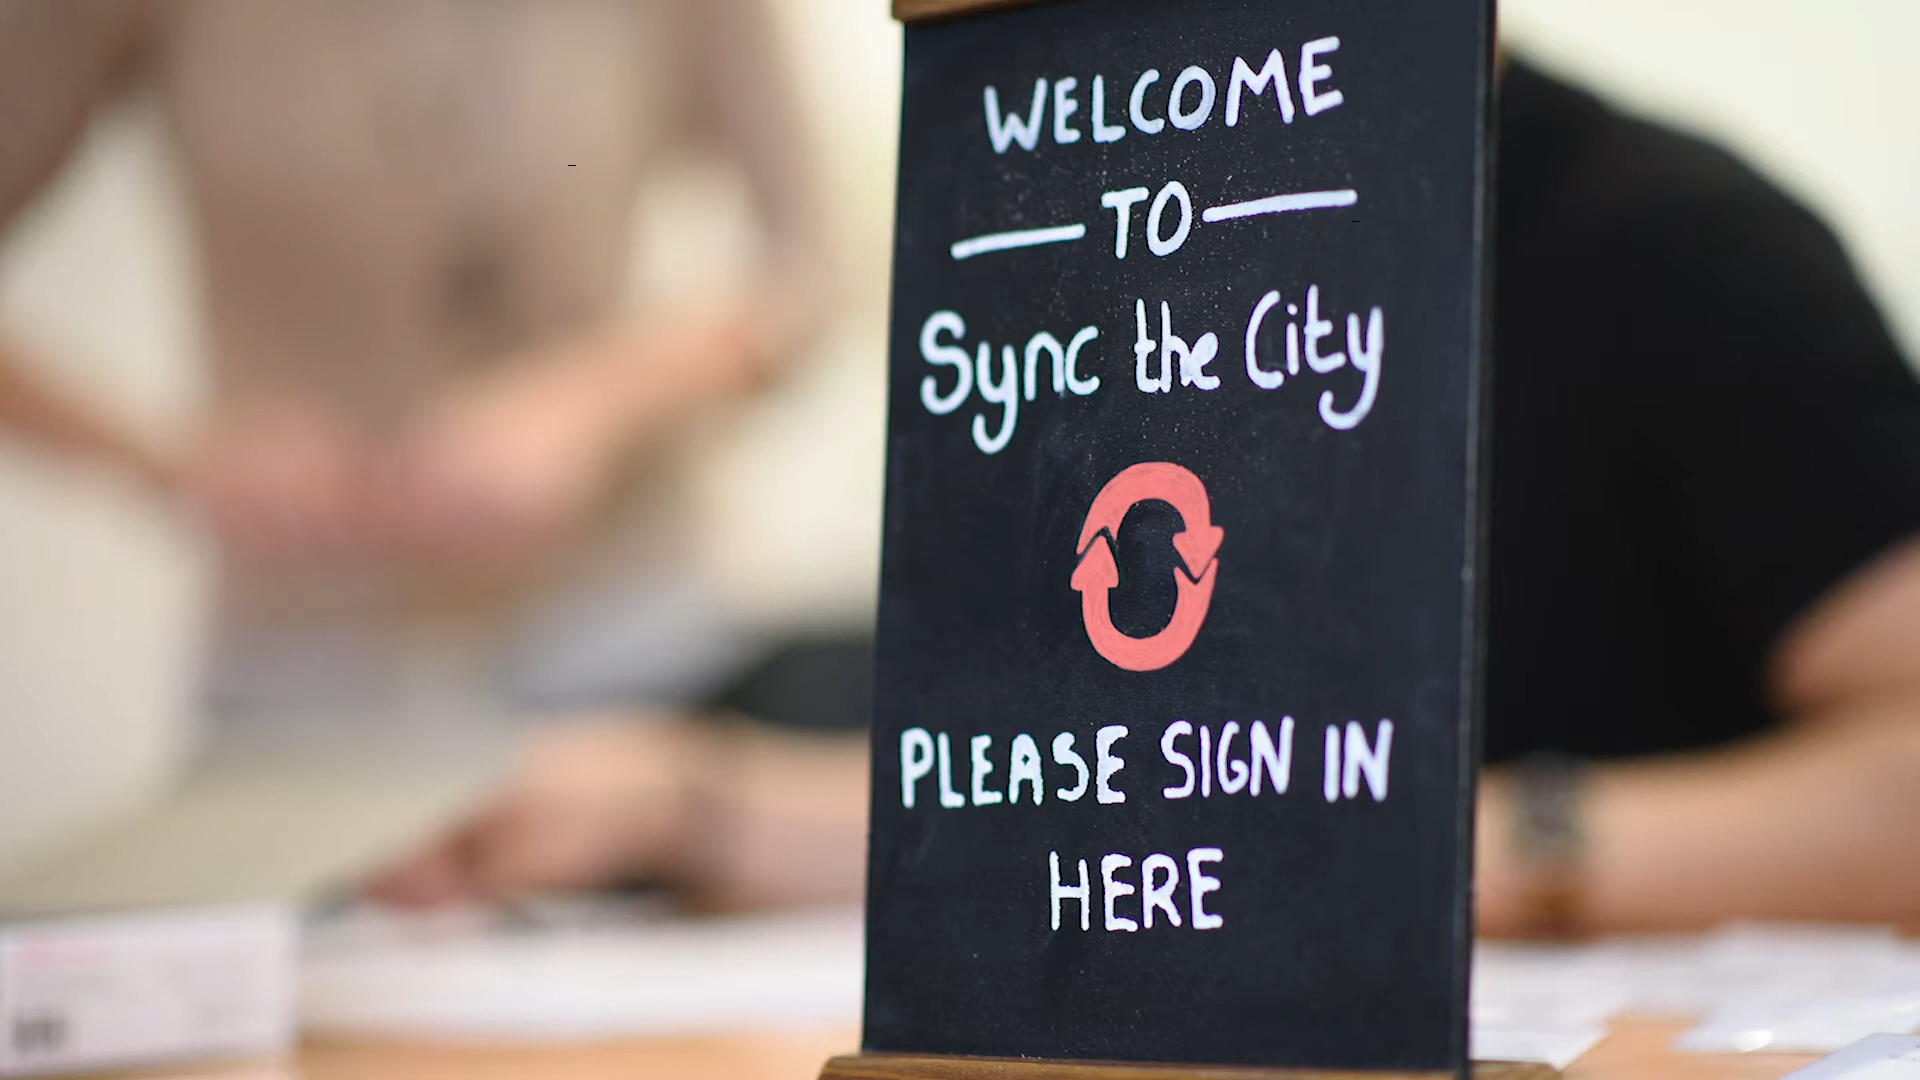 WELCOME
TO
Sync the City
PLEASE SIGN IN
HERE